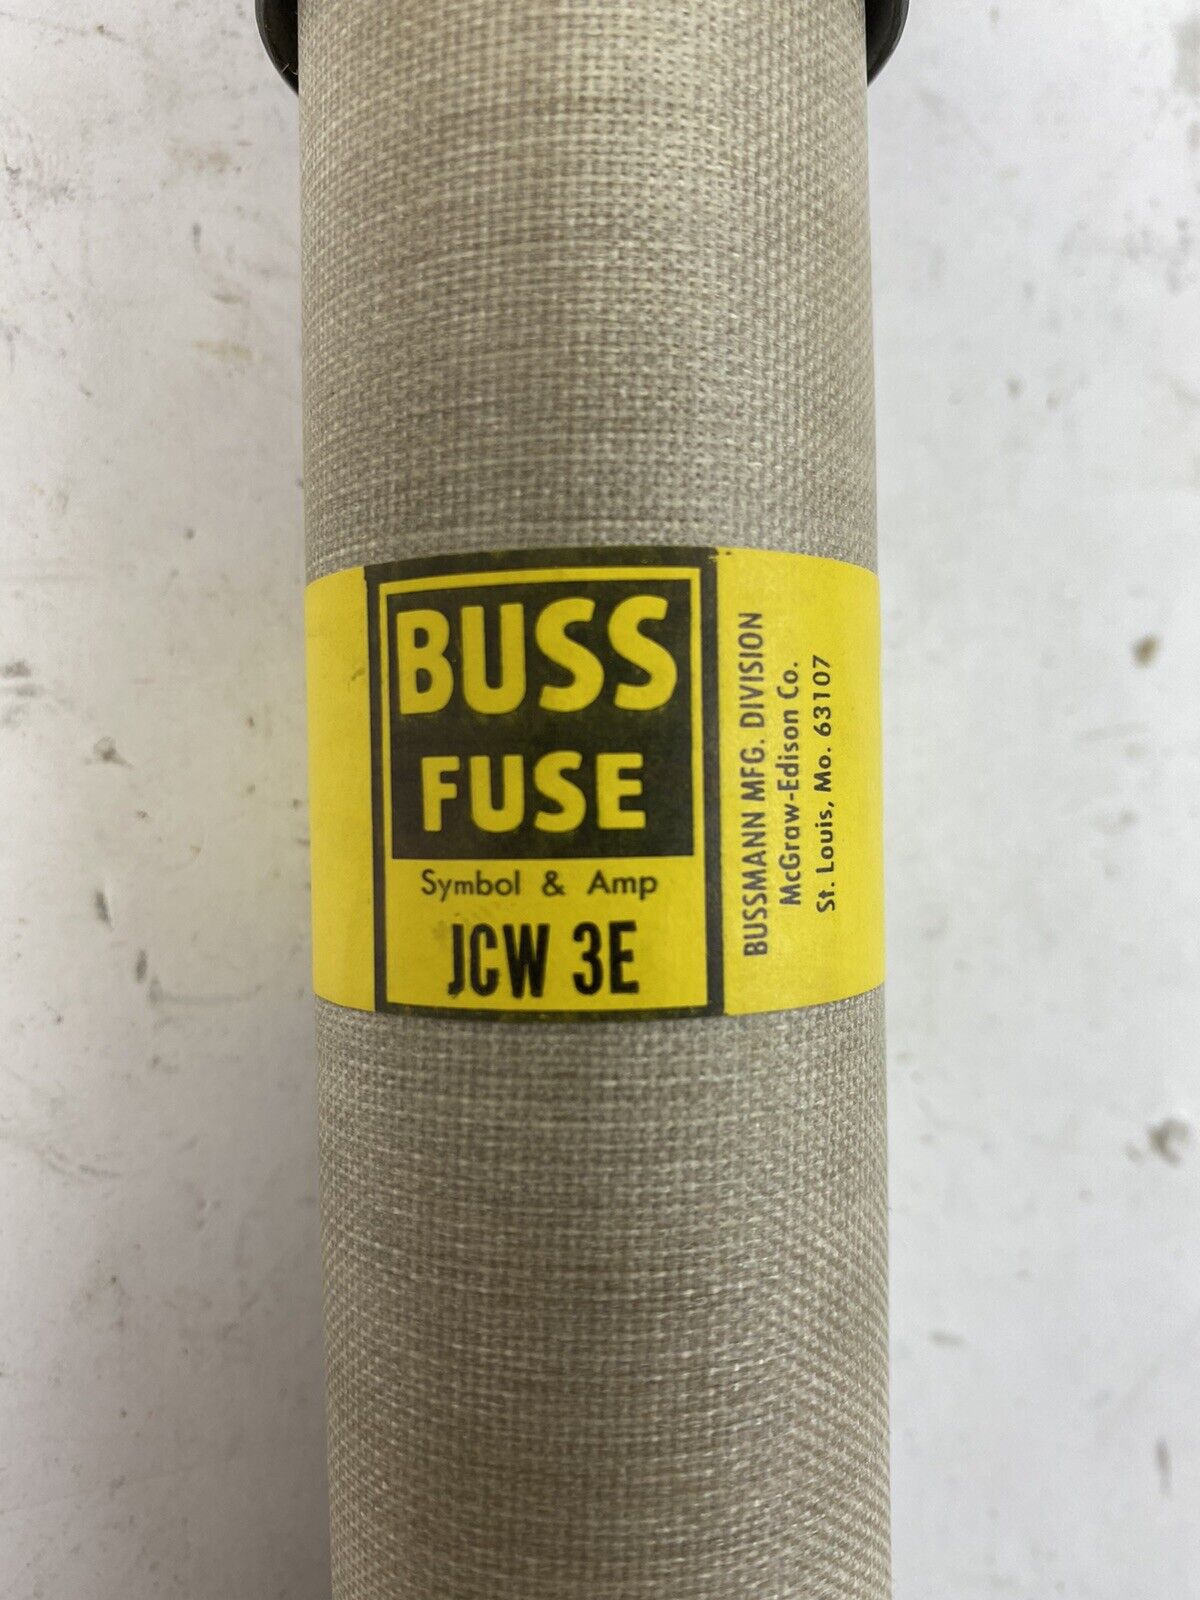 BUSS
FUSE
Symbol & Amp
JCW 3E
BUSSMANN MFG. DIVISION
McGraw-Edison Co.
St. Louis, Mo. 63107